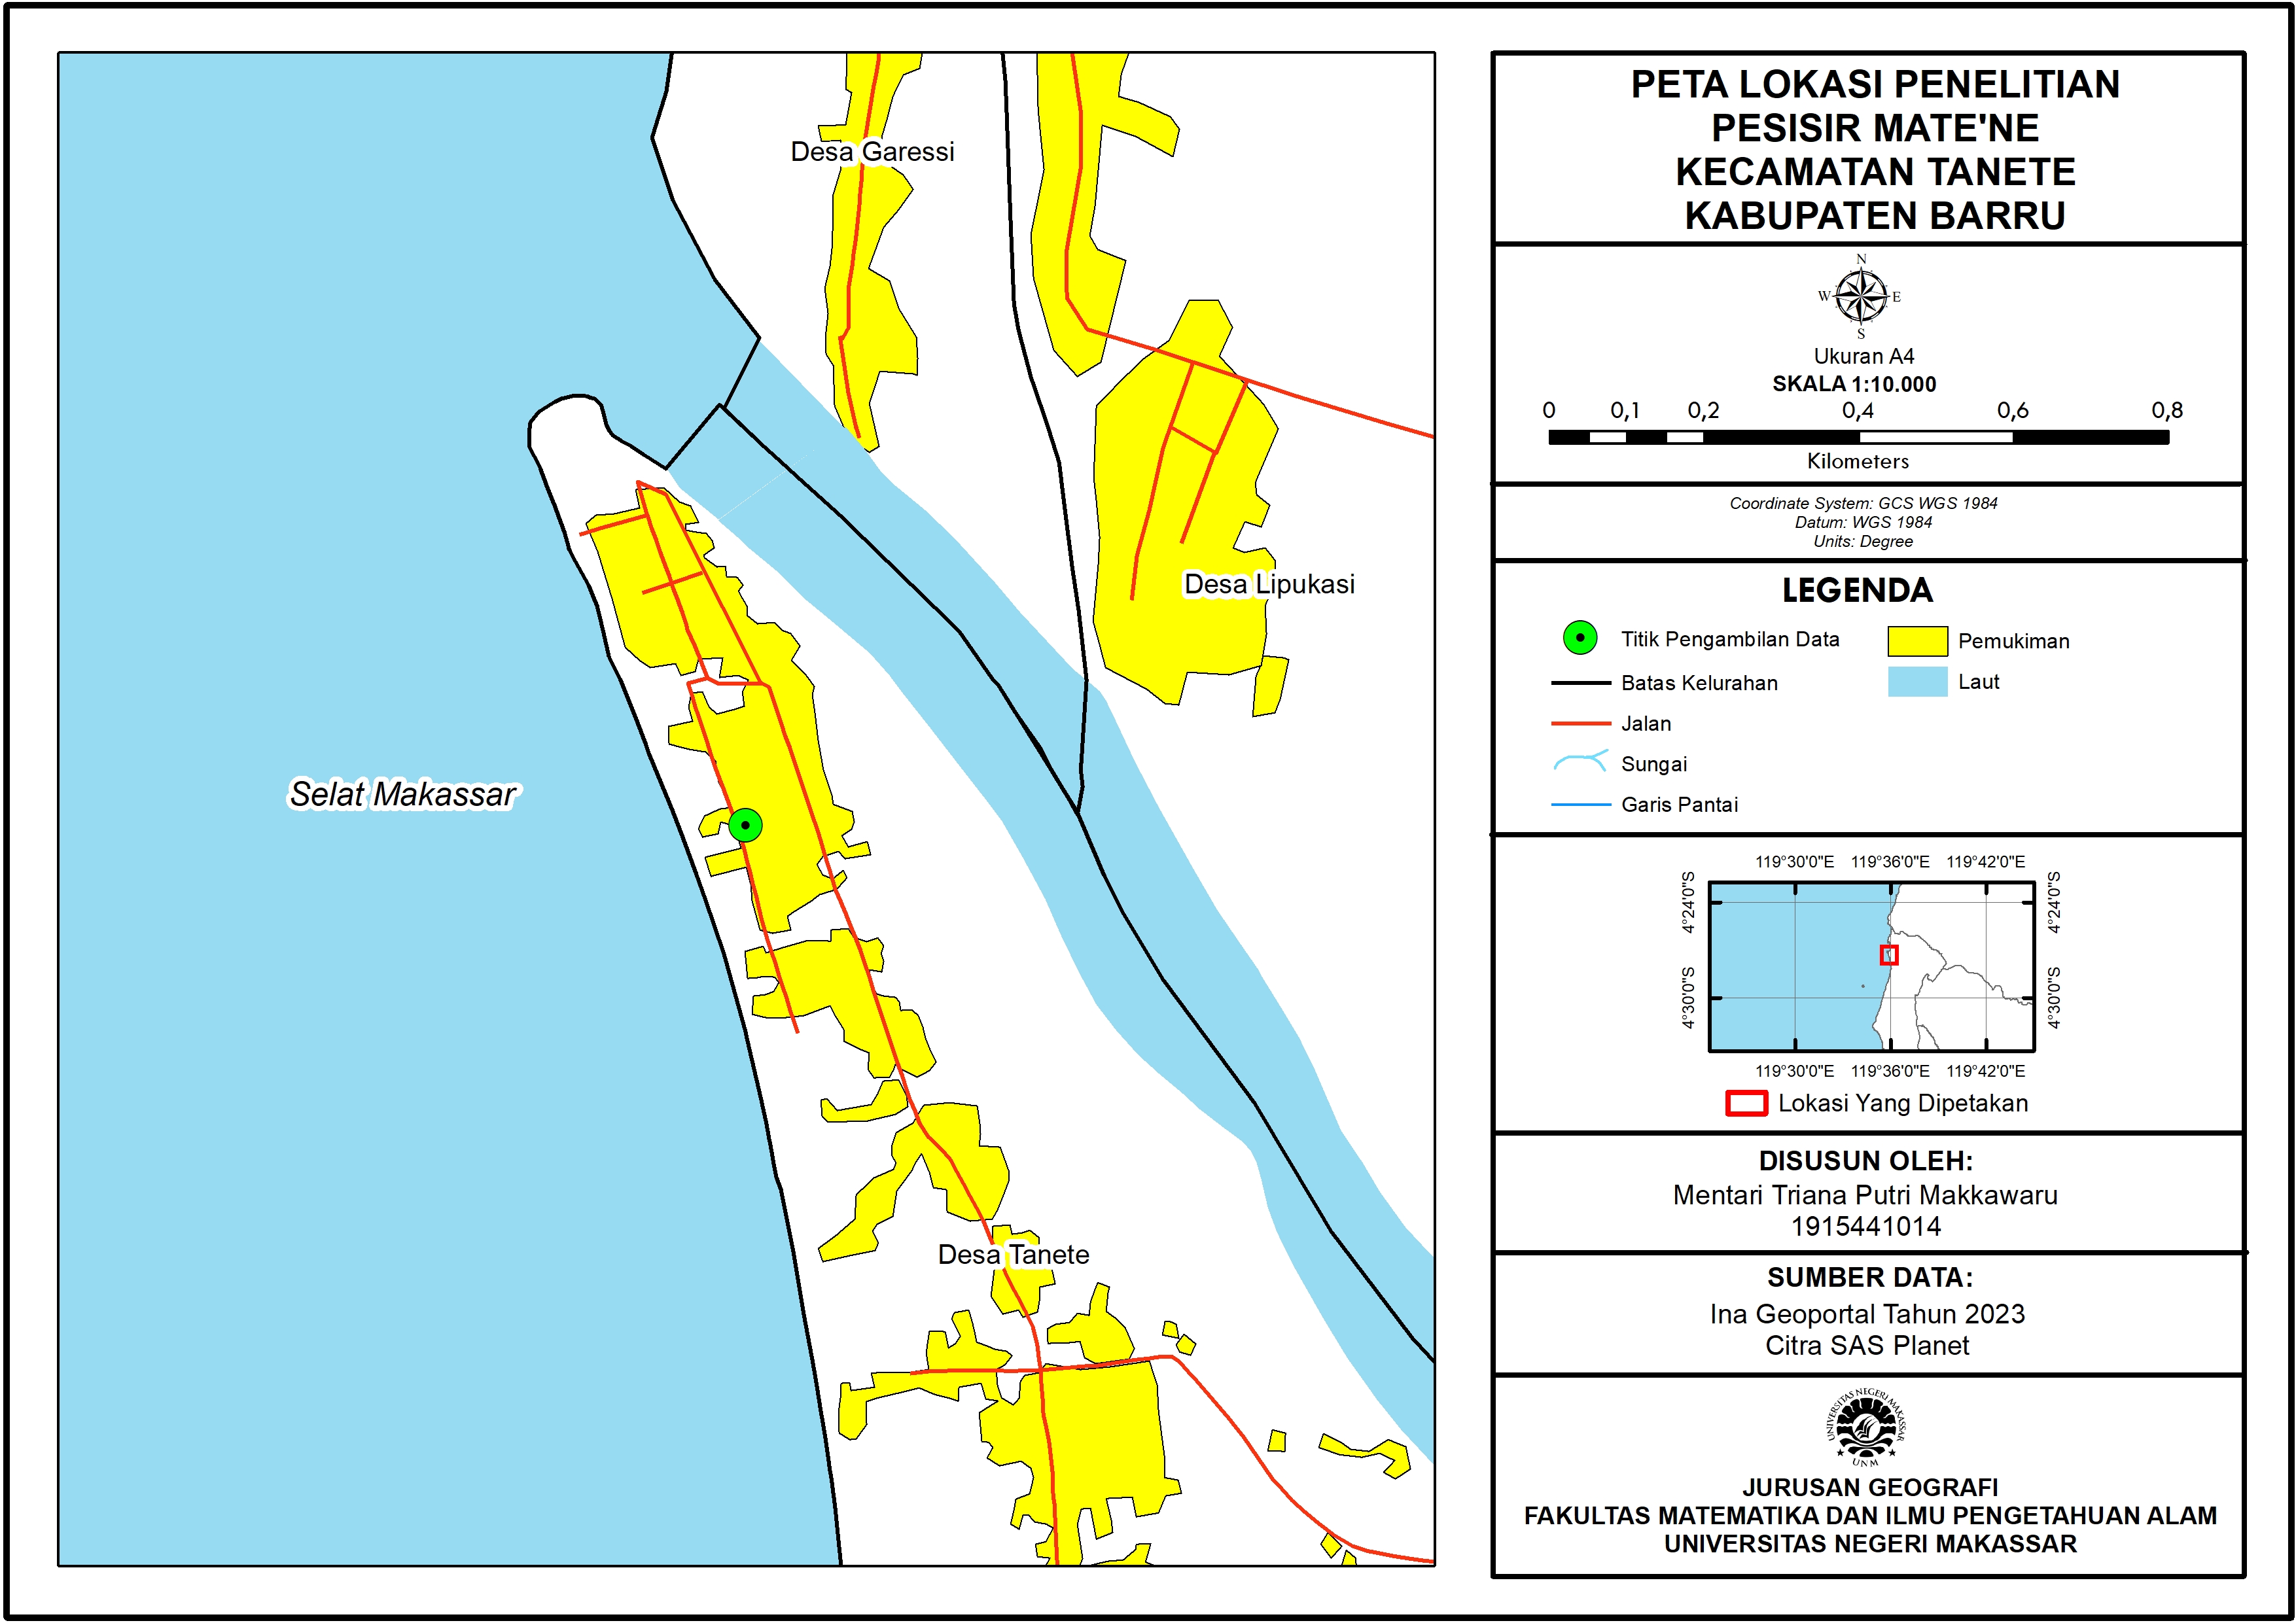 Desa Garessi
Desa Lipukasi
Selat Makassar
Desa Tanete
PETA LOKASI PENELITIAN
PESISIR MATE'NE
KECAMATAN TANETE
KABUPATEN BARRU
N
W E
S
Ukuran A4
SKALA 1:10.000
0 0,1 0,2 0,4 0,6 0,8
Kilometers
Coordinate System: GCS WGS 1984
Datum: WGS 1984
Units: Degree
LEGENDA
Titik Pengambilan Data
Pemukiman
Batas Kelurahan
Laut
Jalan
Sungai
Garis Pantai
119°30'0"E 119°36'0"E 119°42'0"E
4°24'0"S 4°24'0"S
4°30'0"S 4°30'0"S
119°30'0"E 119°36'0"E 119°42'0"E
Lokasi Yang Dipetakan
DISUSUN OLEH:
Mentari Triana Putri Makkawaru
1915441014
SUMBER DATA:
Ina Geoportal Tahun 2023
Citra SAS Planet
UNIVERSITAS NEGERI MAKASSAR
UNM
JURUSAN GEOGRAFI
FAKULTAS MATEMATIKA DAN ILMU PENGETAHUAN ALAM
UNIVERSITAS NEGERI MAKASSAR